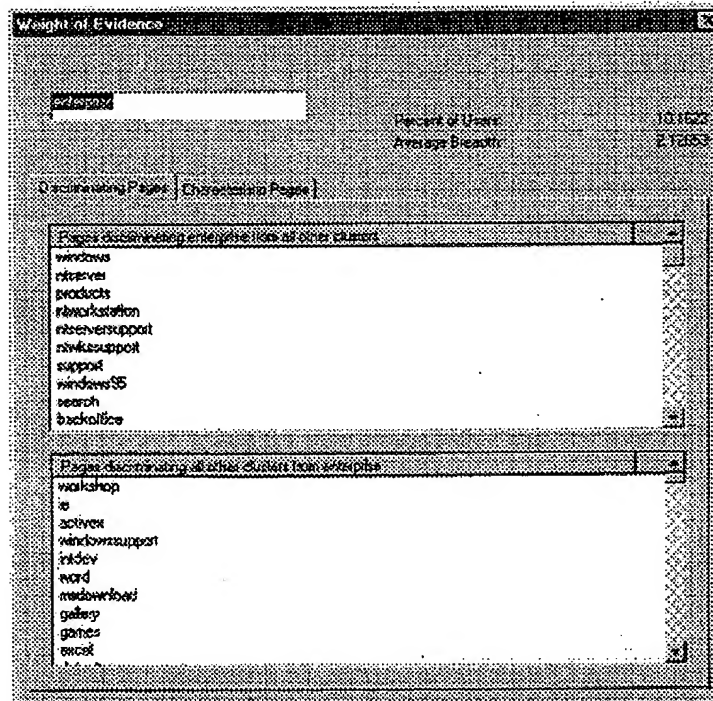 Weight of Evidence
enterprise
Percent of Users:
Average Breadth:
Discriminating Pages
Characterising Pages
Pages discriminating enterprise from all other clusters
windows
ntserver
products
ntworkstation
ntserversupport
ntwkssupport
support
windows95
search
backoffice
Pages discriminating all other clusters from enterprise
workshop
ie
activex
windowssupport
intdev
word
msdownload
gallery
games
excel